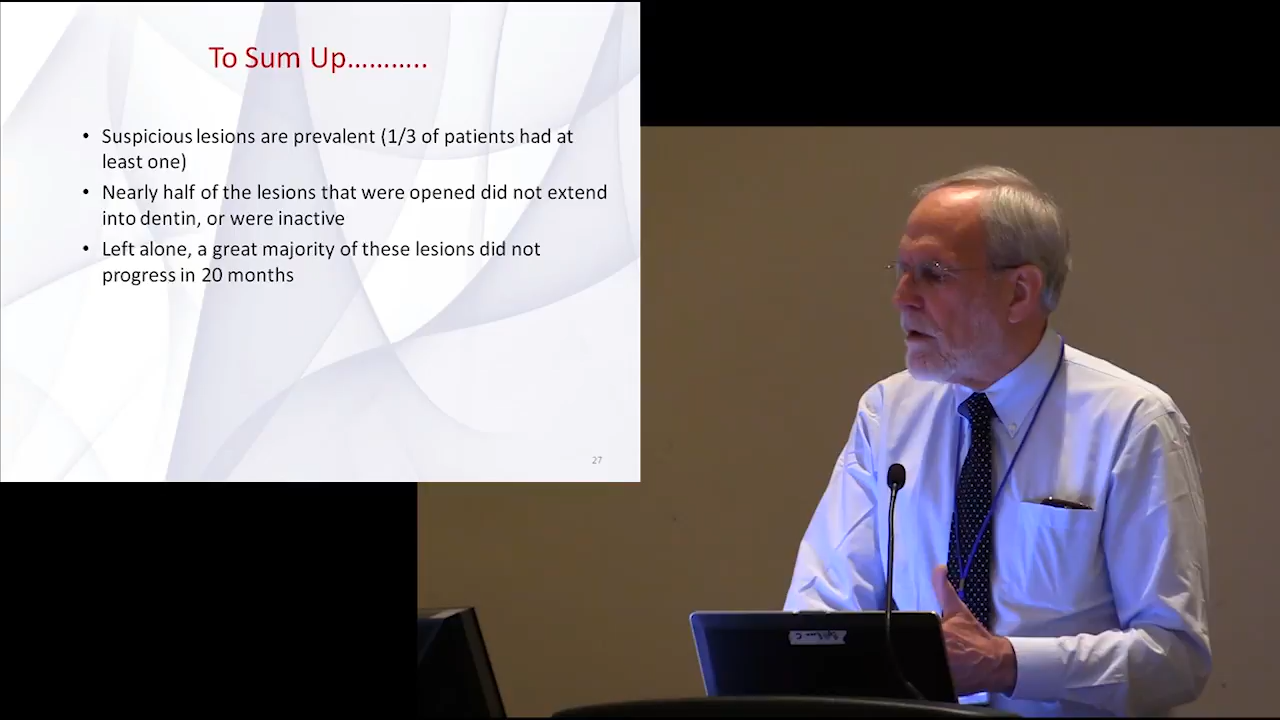 To Sum Up………..
• Suspicious lesions are prevalent (1/3 of patients had at
least one)
• Nearly half of the lesions that were opened did not extend
into dentin, or were inactive
• Left alone, a great majority of these lesions did not
progress in 20 months
27